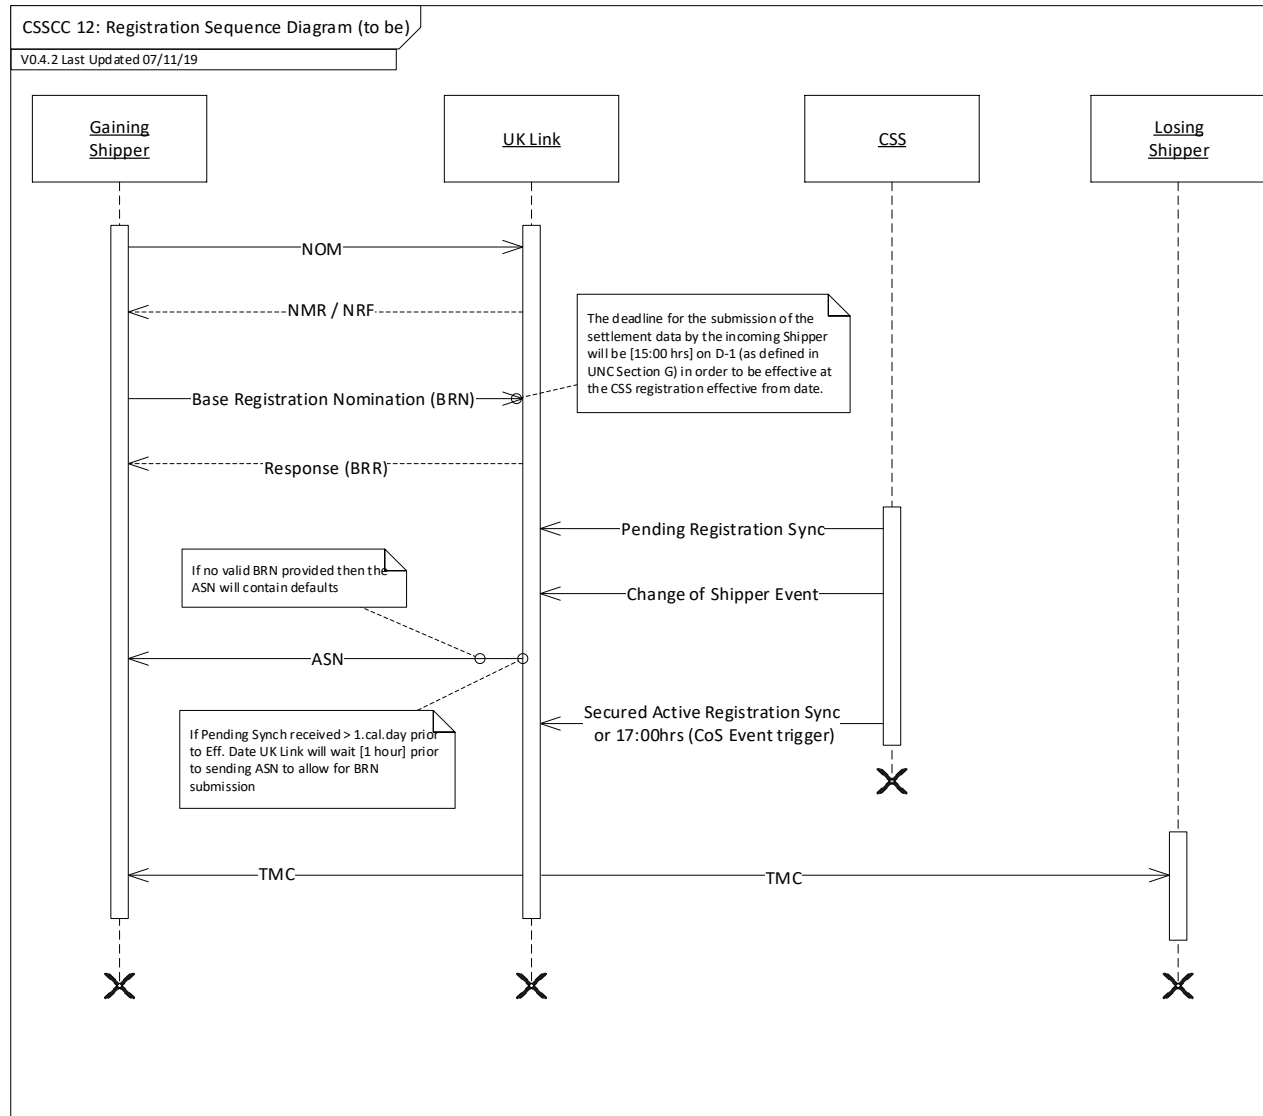 CSSCC 12: Registration Sequence Diagram (to be)
V0.4.2 Last Updated 07/11/19
Gaining
Shipper
UK Link
CSS
Losing
Shipper
NOM
NMR / NRF
The deadline for the submission of the
settlement data by the incoming Shipper
will be [15:00 hrs] on D-1 (as defined in
UNC Section G) in order to be effective at
the CSS registration effective from date.
Base Registration Nomination (BRN)
Response (BRR)
Pending Registration Sync
If no valid BRN provided then the
ASN will contain defaults
Change of Shipper Event
ASN
Secured Active Registration Sync
or 17:00hrs (CoS Event trigger)
If Pending Synch received > 1.cal.day prior
to Eff. Date UK Link will wait [1 hour] prior
to sending ASN to allow for BRN
submission
TMC
TMC